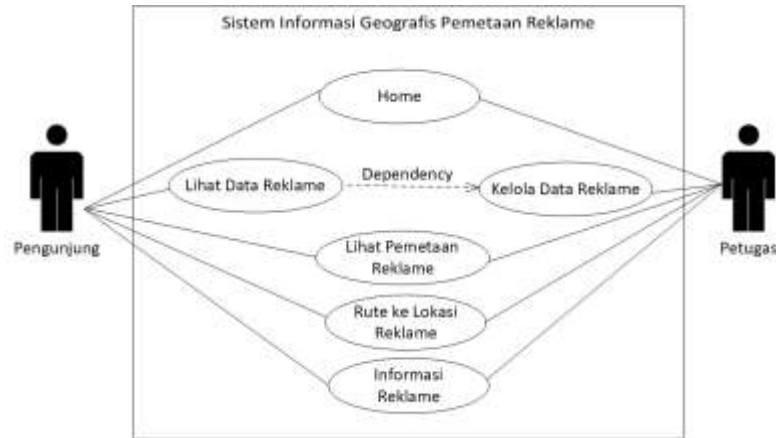 Sistem Informasi Geografis Pemetaan Reklame
Home
Dependency
Lihat Data Reklame
Kelola Data Reklame
Pengunjung
Petugas
Lihat Pemetaan
Reklame
Rute ke Lokasi
Reklame
Informasi
Reklame